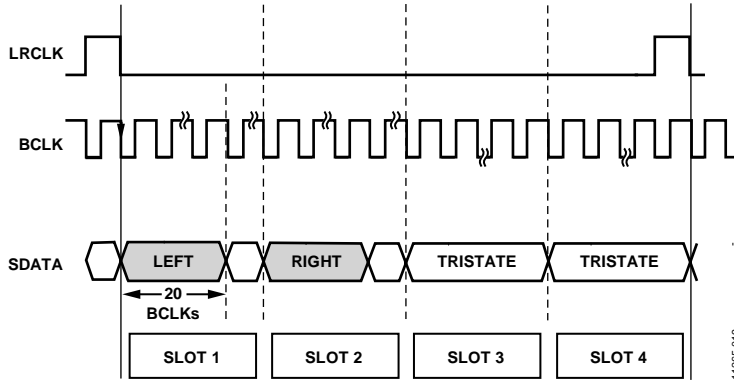 LRCLK
BCLK
SDATA
LEFT
RIGHT
TRISTATE
TRISTATE
20
BCLKs
SLOT 1
SLOT 2
SLOT 3
SLOT 4